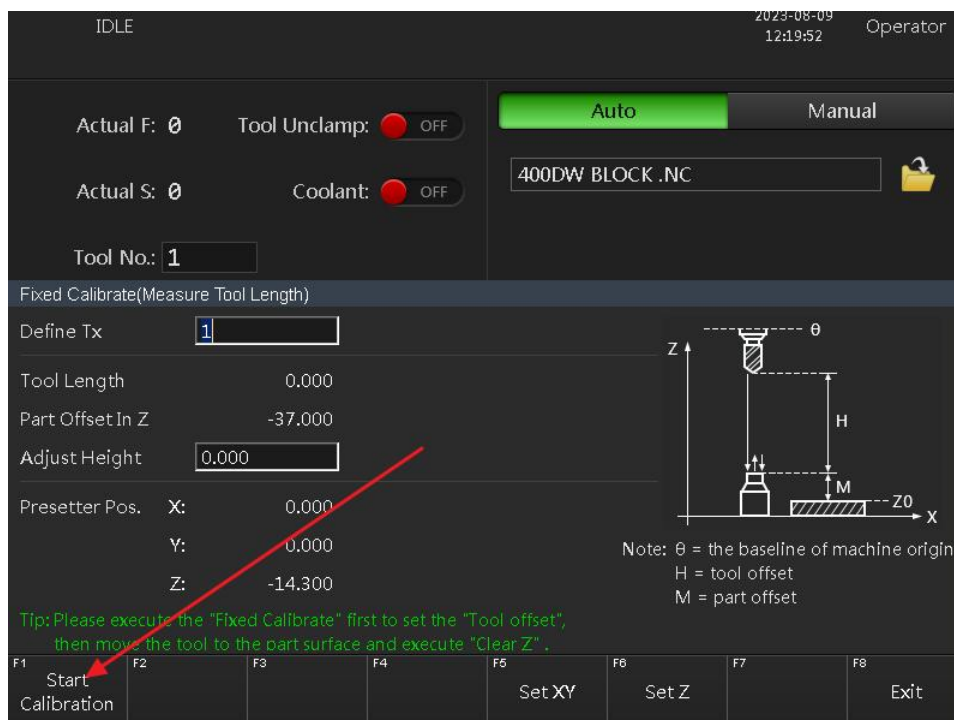 IDLE
2023-08-09
12:19:52
Operator
Actual F: 0
Tool Unclamp: OFF
Auto
Manual
400DW BLOCK .NC
Actual S: 0
Coolant: OFF
Tool No.: 1
Fixed Calibrate(Measure Tool Length)
Define Tx 1
Tool Length 0.000
Part Offset In Z -37.000
Adjust Height 0.000
Presetter Pos. X: 0.000
Y: 0.000
Z: -14.300
θ
Z
H
M
Z0
X
Note: θ = the baseline of machine origin
H = tool offset
M = part offset
Tip: Please execute the "Fixed Calibrate" first to set the "Tool offset",
then move the tool to the part surface and execute "Clear Z" .
F1 Start
Calibration
F2
F3
F4
F5 Set XY
F6 Set Z
F7
F8 Exit